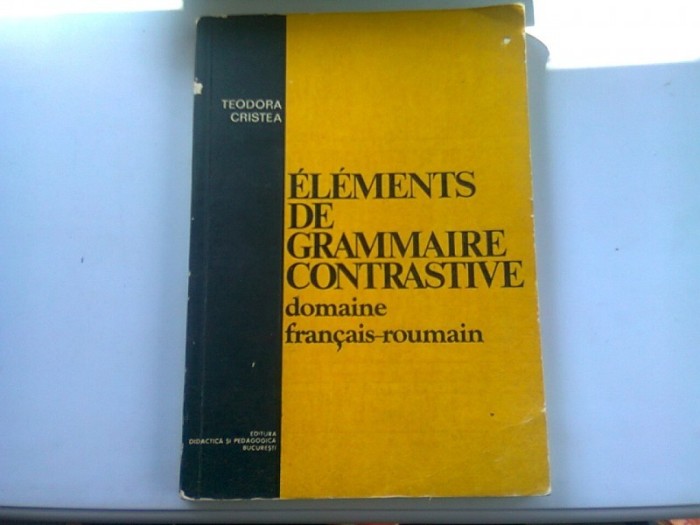 TEODORA
CRISTEA
ÉLÉMENTS
DE
GRAMMAIRE
CONTRASTIVE
domaine
français-roumain
EDITURA
DIDACTICĂ ȘI PEDAGOGICĂ
BUCUREȘTI